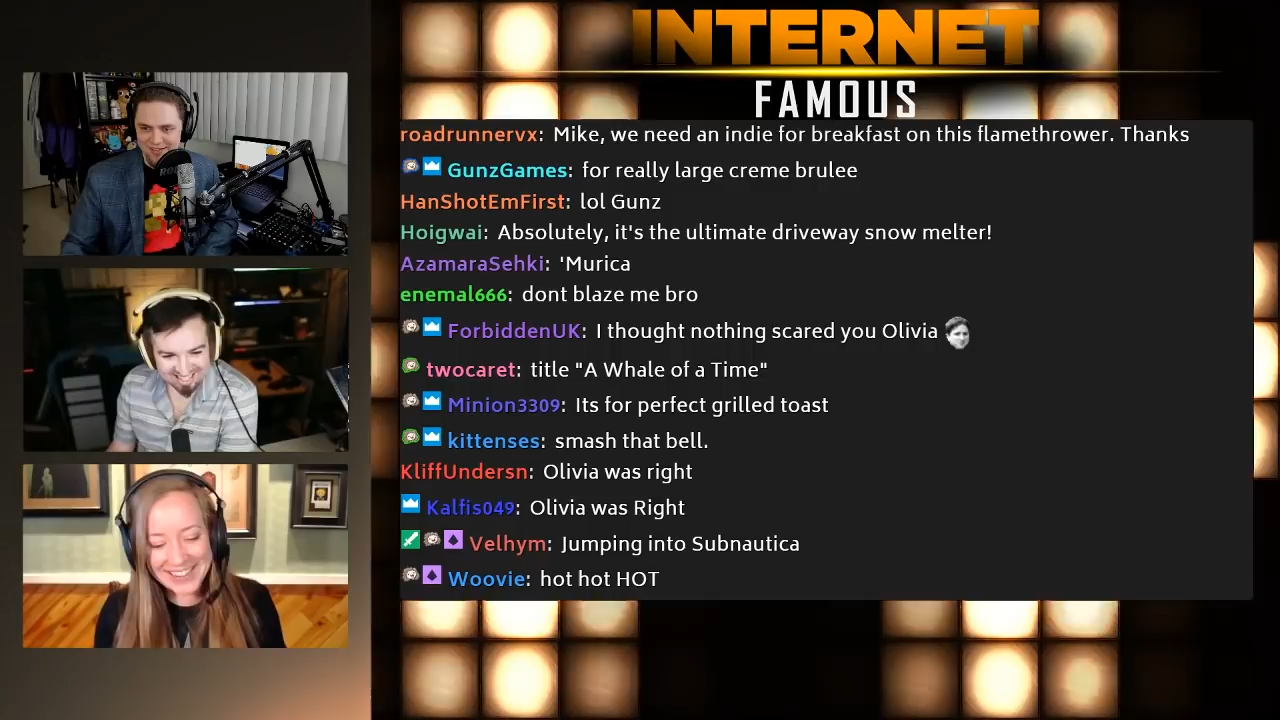 INTERNET
FAMOUS
roadrunnervx: Mike, we need an indie for breakfast on this flamethrower. Thanks
GunzGames: for really large creme brulee
HanShotEmFirst: lol Gunz
Hoigwai: Absolutely, it's the ultimate driveway snow melter!
AzamaraSehki: 'Murica
enemal666: dont blaze me bro
ForbiddenUK: I thought nothing scared you Olivia
twocaret: title "A Whale of a Time"
Minion3309: Its for perfect grilled toast
kittenses: smash that bell.
KliffUndersn: Olivia was right
Kalfis049: Olivia was Right
Velhym: Jumping into Subnautica
Woovie: hot hot HOT